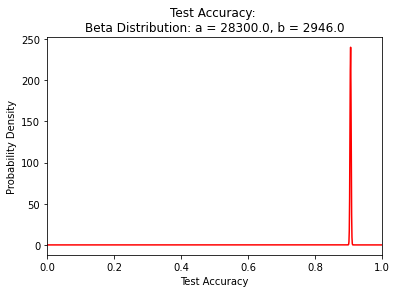 Test Accuracy:
Beta Distribution: a = 28300.0, b = 2946.0
250
200
150
100
50
0
Probability Density
0.0 0.2 0.4 0.6 0.8 1.0
Test Accuracy